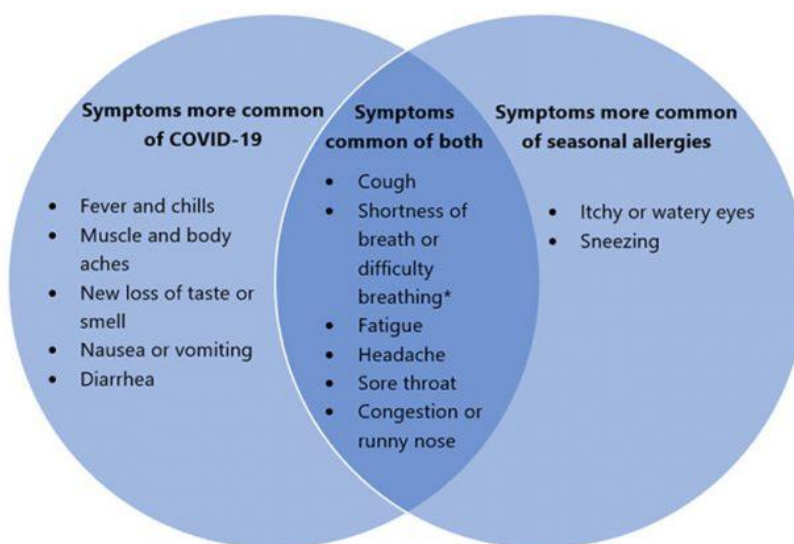 Symptoms more common
of COVID-19
• Fever and chills
• Muscle and body
aches
• New loss of taste or
smell
• Nausea or vomiting
• Diarrhea
Symptoms
common of both
• Cough
• Shortness of
breath or
difficulty
breathing*
• Fatigue
• Headache
• Sore throat
• Congestion or
runny nose
Symptoms more common
of seasonal allergies
• Itchy or watery eyes
• Sneezing